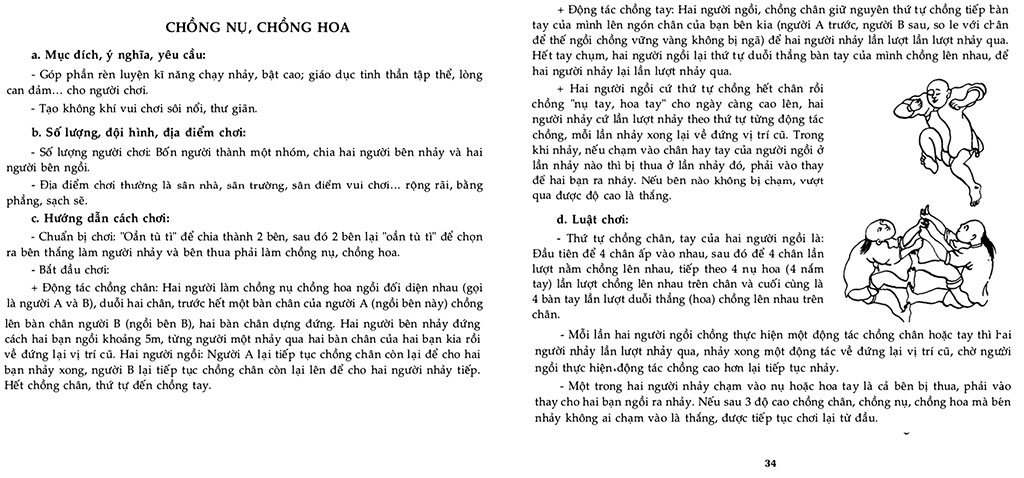 CHỒNG NỤ, CHỒNG HOA
a. Mục đích, ý nghĩa, yêu cầu:
- Góp phần rèn luyện kĩ năng chạy nhảy, bật cao; giáo dục tinh thần tập thể, lòng
can đảm... cho người chơi.
- Tạo không khí vui chơi sôi nổi, thư giãn.
b. Số lượng, đội hình, địa điểm chơi:
- Số lượng người chơi: Bốn người thành một nhóm, chia hai người bên nhảy và hai
người bên ngồi.
- Địa điểm chơi thường là sân nhà, sân trường, sân điểm vui chơi... rộng rãi, bằng
phẳng, sạch sẽ.
c. Hướng dẫn cách chơi:
- Chuẩn bị chơi: "Oẳn tù tì" để chia thành 2 bên, sau đó 2 bên lại "oẳn tù tì" để chọn
ra bên thắng làm người nhảy và bên thua phải làm chồng nụ, chồng hoa.
- Bắt đầu chơi:
+ Động tác chồng chân: Hai người làm chồng nụ chồng hoa ngồi đối diện nhau (gọi
là người A và B), duỗi hai chân, trước hết một bàn chân của người A (ngồi bên này) chồng
lên bàn chân người B (ngồi bên B), hai bàn chân dựng đứng. Hai người bên nhảy đứng
cách hai bạn ngồi khoảng 5m, từng người một nhảy qua hai bàn chân của hai bạn kia rồi
về đứng lại vị trí cũ. Hai người ngồi: Người A lại tiếp tục chồng chân còn lại để cho hai
bạn nhảy xong, người B lại tiếp tục chồng chân còn lại lên để cho hai người nhảy tiếp.
Hết chồng chân, thứ tự đến chồng tay.
+ Động tác chồng tay: Hai người ngồi, chồng chân giữ nguyên thứ tự chồng tiếp bàn
tay của mình lên ngón chân của bạn bên kia (người A trước, người B sau, so le với chân
để thế ngồi chồng vững vàng không bị ngã) để hai người nhảy lần lượt lần lượt nhảy qua.
Hết tay chụm, hai người ngồi lại thứ tự duỗi thẳng bàn tay của mình chồng lên nhau, để
hai người nhảy lại lần lượt nhảy qua.
+ Hai người ngồi cứ thứ tự chồng hết chân rồi
chồng "nụ tay, hoa tay" cho ngày càng cao lên, hai
người nhảy cứ lần lượt nhảy theo thứ tự từng động tác
chồng, mỗi lần nhảy xong lại về đứng vị trí cũ. Trong
khi nhảy, nếu chạm vào chân hay tay của người ngồi ở
lần nhảy nào thì bị thua ở lần nhảy đó, phải vào thay
để hai bạn ra nhảy. Nếu bên nào không bị chạm, vượt
qua được độ cao là thắng.
d. Luật chơi:
- Thứ tự chồng chân, tay của hai người ngồi là:
Đầu tiên để 4 chân ấp vào nhau, sau đó để 4 chân lần
lượt nằm chồng lên nhau, tiếp theo 4 nụ hoa (4 nắm
tay) lần lượt chồng lên nhau trên chân và cuối cùng là
4 bàn tay lần lượt duỗi thẳng (hoa) chồng lên nhau trên
chân.
- Mỗi lần hai người ngồi chồng thực hiện một động tác chồng chân hoặc tay thì hai
người nhảy lần lượt nhảy qua, nhảy xong một động tác về đứng lại vị trí cũ, chờ người
ngồi thực hiện động tác chồng cao hơn lại tiếp tục nhảy.
- Một trong hai người nhảy chạm vào nụ hoặc hoa tay là cả bên bị thua, phải vào
thay cho hai bạn ngồi ra nhảy. Nếu sau 3 độ cao chồng chân, chồng nụ, chồng hoa mà bên
nhảy không ai chạm vào là thắng, được tiếp tục chơi lại từ đầu.
34